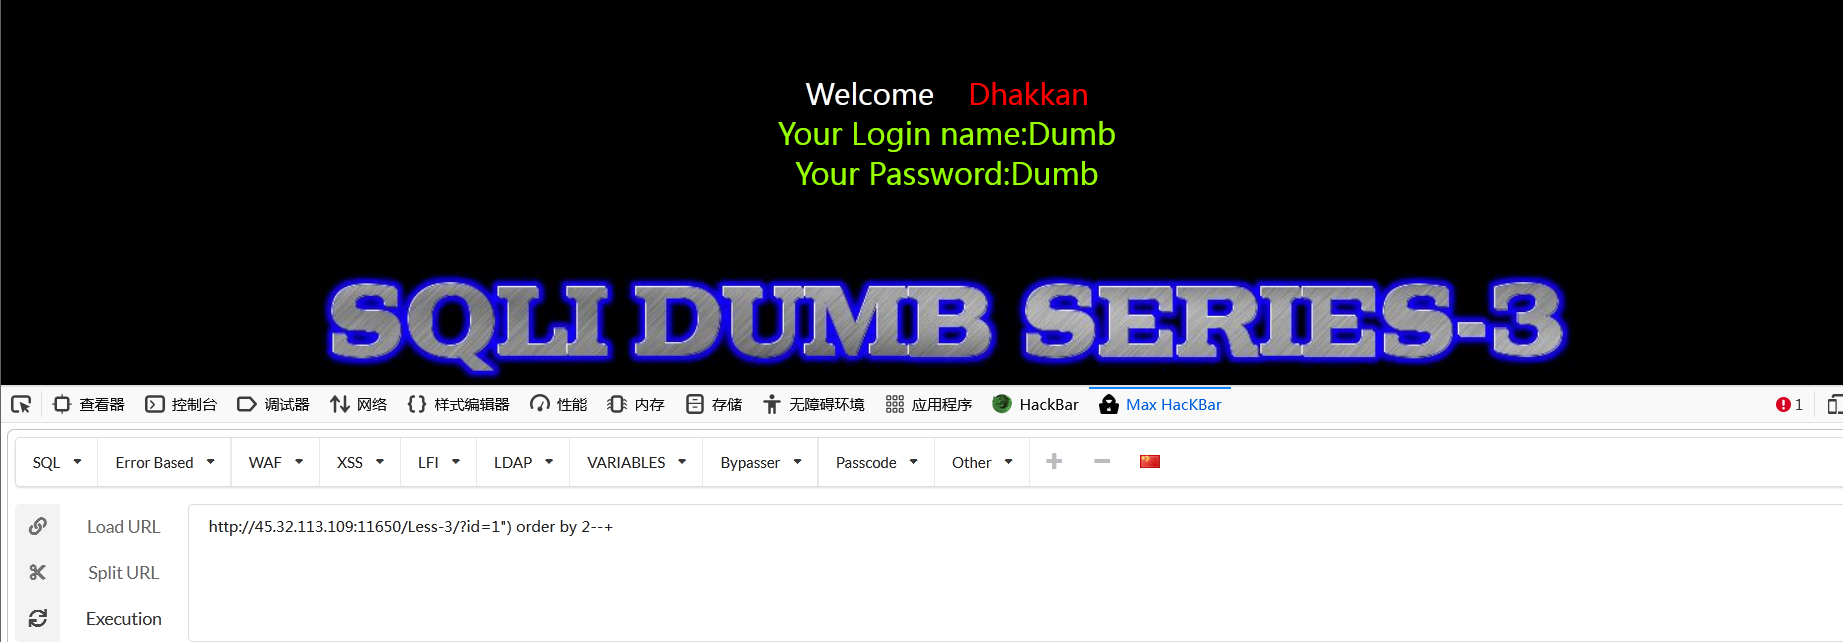 Welcome Dhakkan
Your Login name:Dumb
Your Password:Dumb
SQLI DUMB SERIES-3
查看器 控制台 调试器 网络 样式编辑器 性能 内存 存储 无障碍环境 应用程序 HackBar Max HacKBar 1
SQL Error Based WAF XSS LFI LDAP VARIABLES Bypasser Passcode Other
Load URL http://45.32.113.109:11650/Less-3/?id=1") order by 2--+
Split URL
Execution